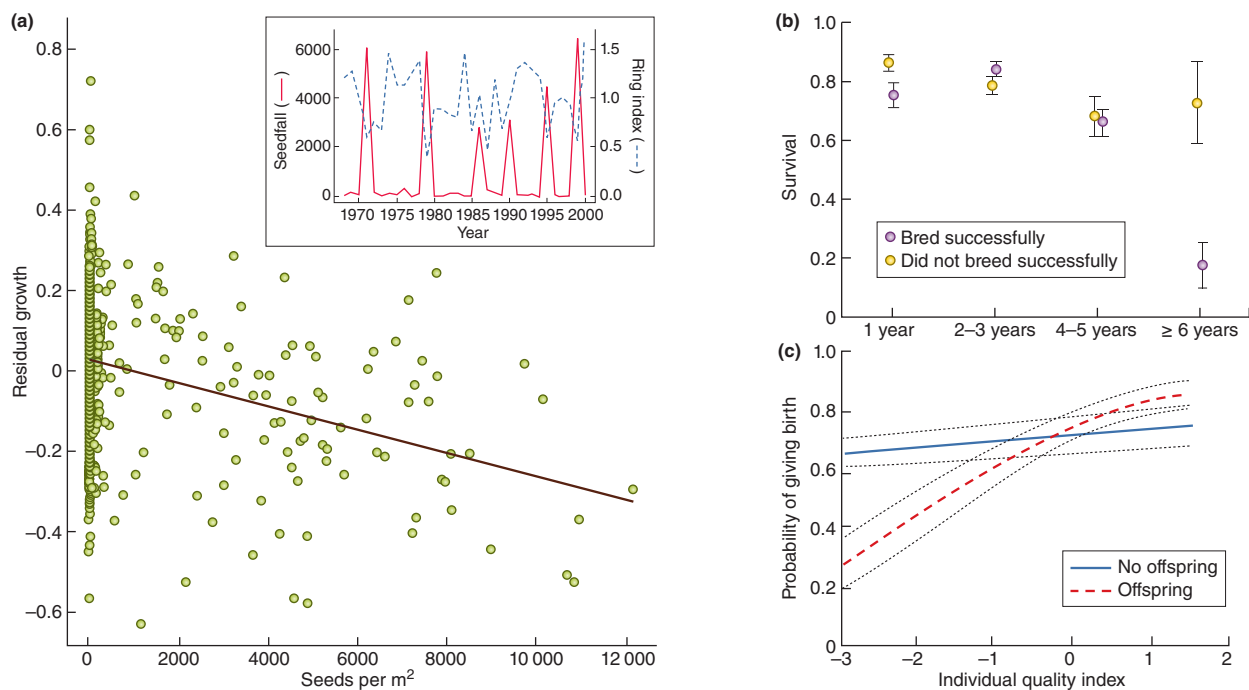 (a)
0.8
0.6
0.4
0.2
0
−0.2
−0.4
−0.6
Residual growth
0
2000
4000
6000
8000
10 000
12 000
Seeds per m²
6000
4000
2000
0
Seedfall (—)
1.5
1.0
0.5
0.0
Ring index (---)
1970 1975 1980 1985 1990 1995 2000
Year
(b)
1.0
0.8
0.6
0.4
0.2
0
Survival
Bred successfully
Did not breed successfully
1 year
2–3 years
4–5 years
≥ 6 years
(c)
1.0
0.8
0.6
0.4
0.2
0
Probability of giving birth
No offspring
Offspring
−3
−2
−1
0
1
2
Individual quality index